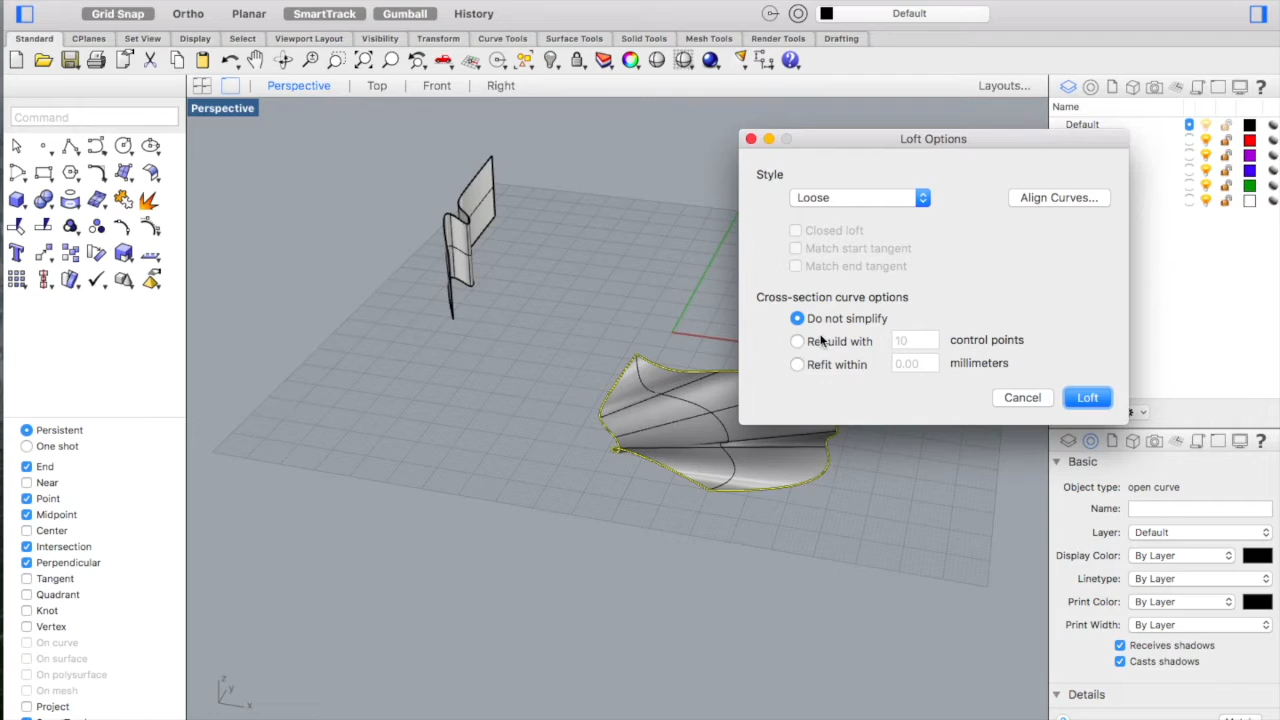 Grid Snap Ortho Planar SmartTrack Gumball History Default
Standard CPlanes Set View Display Select Viewport Layout Visibility Transform Curve Tools Surface Tools Solid Tools Mesh Tools Render Tools Drafting
Perspective Top Front Right Layouts...
Perspective
Command
Name
Default
Loft Options
Style
Loose
Align Curves...
Closed loft
Match start tangent
Match end tangent
Cross-section curve options
Do not simplify
Rebuild with 10 control points
Refit within 0.00 millimeters
Cancel Loft
Persistent
One shot
End
Near
Point
Midpoint
Center
Intersection
Perpendicular
Tangent
Quadrant
Knot
Vertex
On curve
On surface
On polysurface
On mesh
Project
z
y
x
Basic
Object type: open curve
Name:
Layer: Default
Display Color: By Layer
Linetype: By Layer
Print Color: By Layer
Print Width: By Layer
Receives shadows
Casts shadows
Details